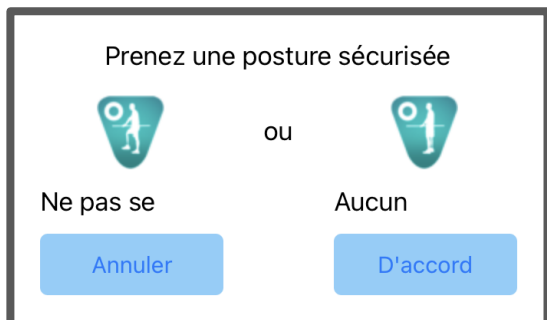 Prenez une posture sécurisée
ou
Ne pas se
Aucun
Annuler
D'accord